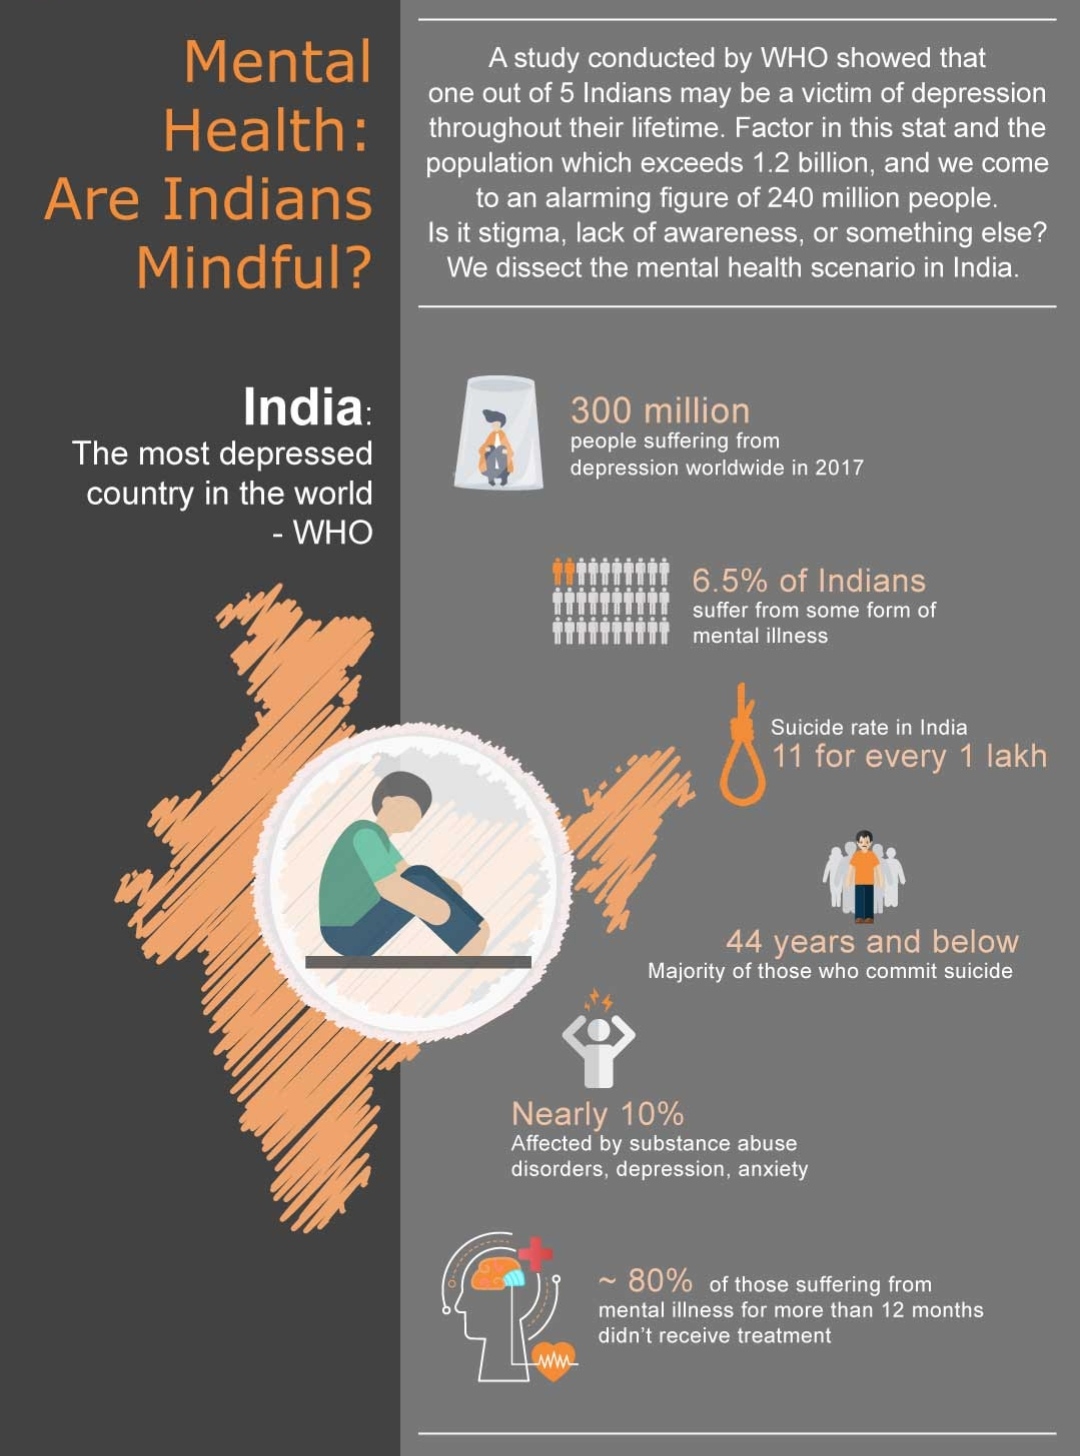 Mental
Health:
Are Indians
Mindful?
A study conducted by WHO showed that
one out of 5 Indians may be a victim of depression
throughout their lifetime. Factor in this stat and the
population which exceeds 1.2 billion, and we come
to an alarming figure of 240 million people.
Is it stigma, lack of awareness, or something else?
We dissect the mental health scenario in India.
India:
The most depressed
country in the world
- WHO
300 million
people suffering from
depression worldwide in 2017
6.5% of Indians
suffer from some form of
mental illness
Suicide rate in India
11 for every 1 lakh
44 years and below
Majority of those who commit suicide
Nearly 10%
Affected by substance abuse
disorders, depression, anxiety
~ 80% of those suffering from
mental illness for more than 12 months
didn't receive treatment